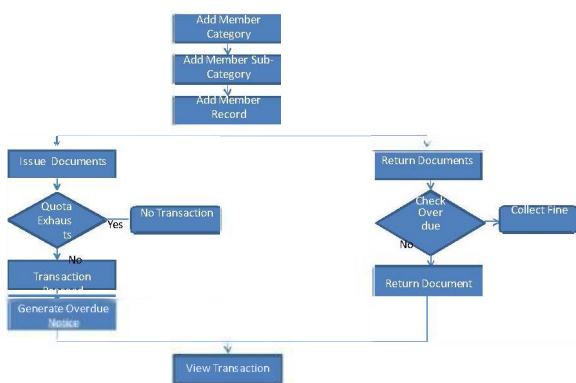 Add Member
Category
Add Member Sub-
Category
Add Member
Record
Issue Documents
Return Documents
Quota
Exhaus
ts
No Transaction
Yes
Check
Over
due
Collect Fine
No
No
Transaction
Return Document
Generate Overdue
Notice
View Transaction